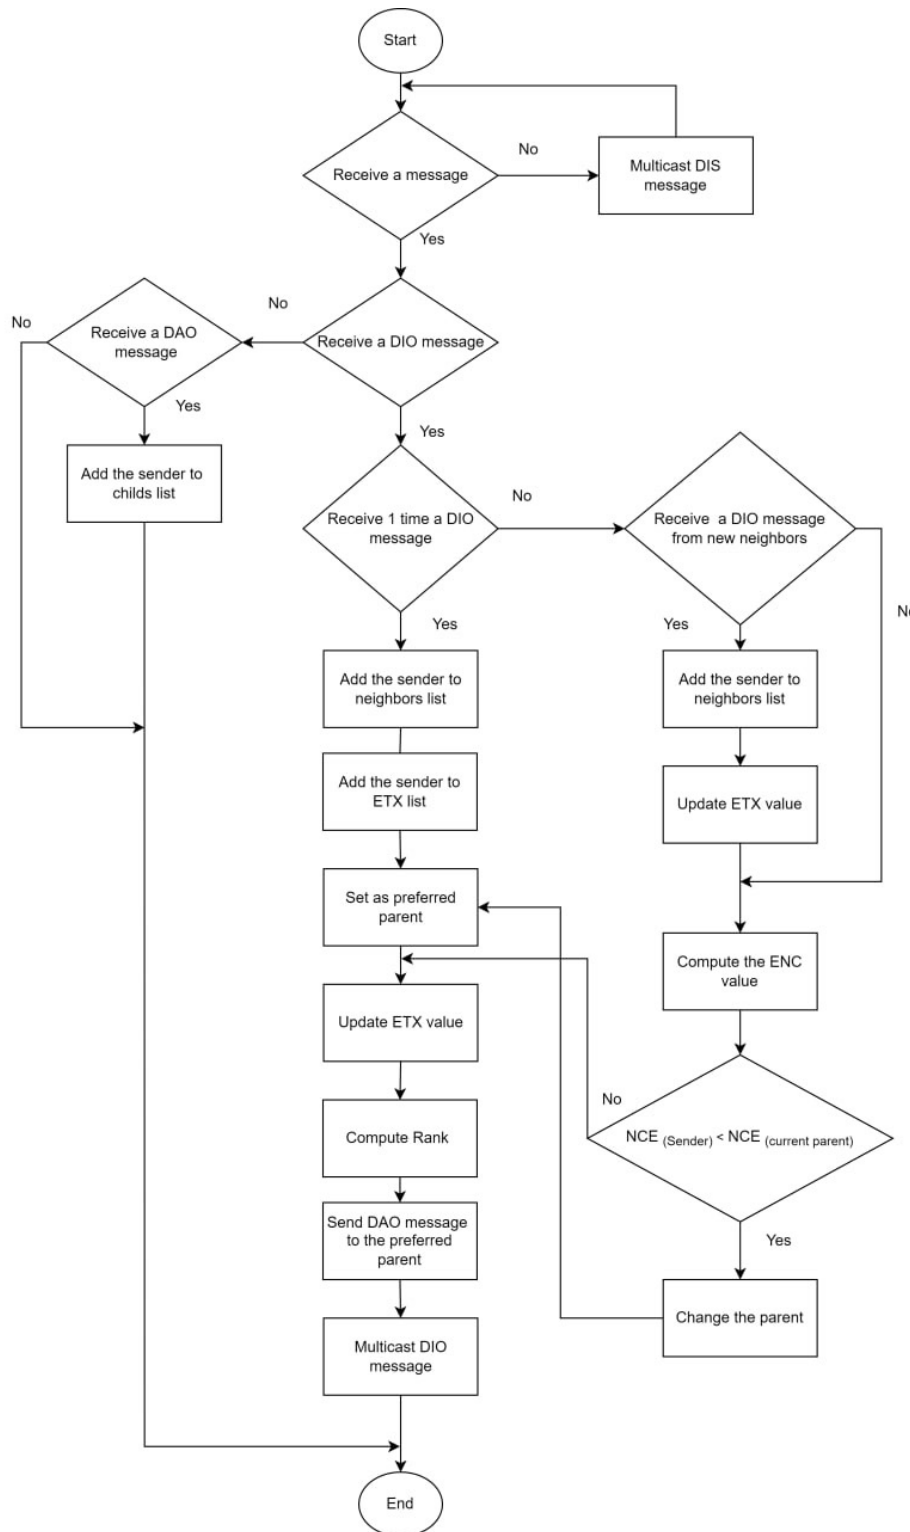 Start
No
Receive a message
Multicast DIS
message
Yes
No
No
Receive a DAO
message
Receive a DIO message
Yes
Yes
Add the sender to
childs list
No
Receive 1 time a DIO
message
Receive a DIO message
from new neighbors
Yes
Yes
Add the sender to
neighbors list
Add the sender to
neighbors list
Add the sender to
ETX list
Update ETX value
Set as preferred
parent
Compute the ENC
value
Update ETX value
No
Compute Rank
NCE (Sender) < NCE (current parent)
Send DAO message
to the preferred
parent
Yes
Change the parent
Multicast DIO
message
End